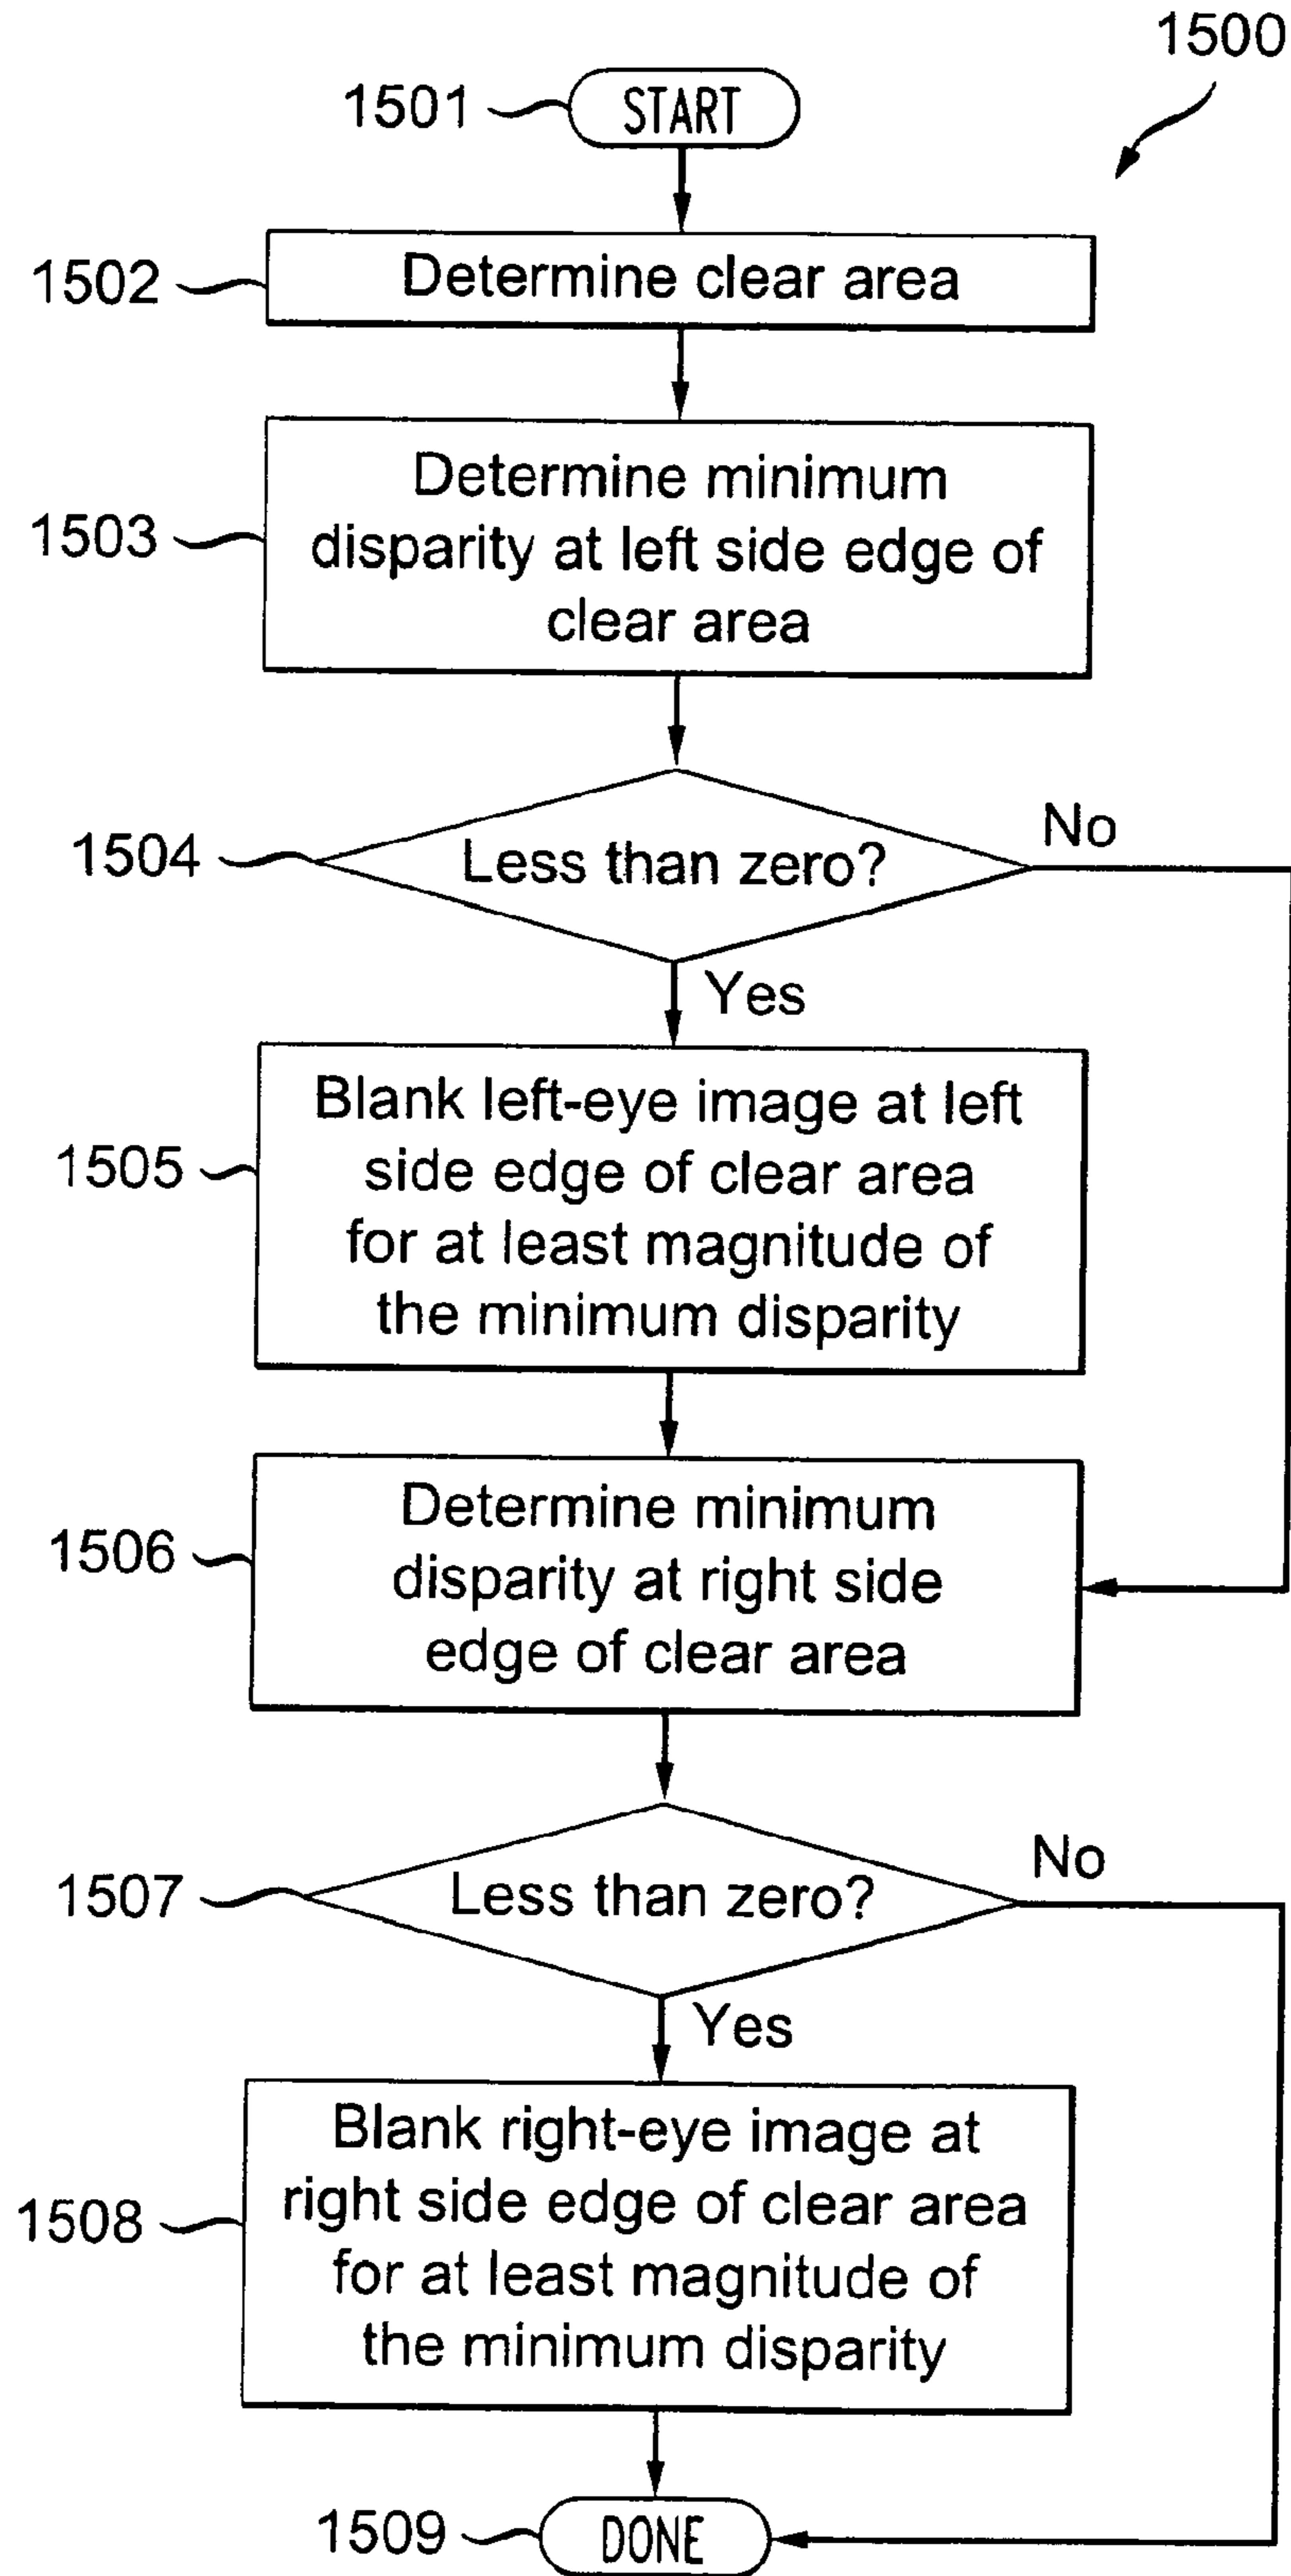 1500
1501
START
1502
Determine clear area
1503
Determine minimum
disparity at left side edge of
clear area
1504
Less than zero?
No
Yes
1505
Blank left-eye image at left
side edge of clear area
for at least magnitude of
the minimum disparity
1506
Determine minimum
disparity at right side
edge of clear area
1507
Less than zero?
No
Yes
1508
Blank right-eye image at
right side edge of clear area
for at least magnitude of
the minimum disparity
1509
DONE